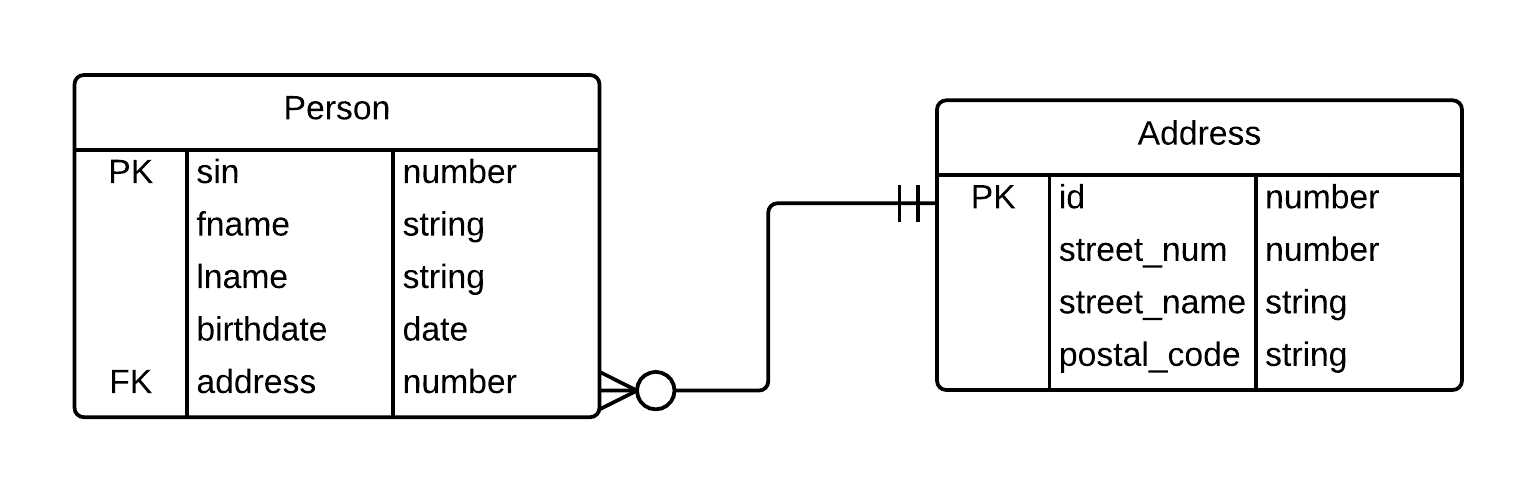 Person
PK sin number
fname string
lname string
birthdate date
FK address number
Address
PK id number
street_num number
street_name string
postal_code string